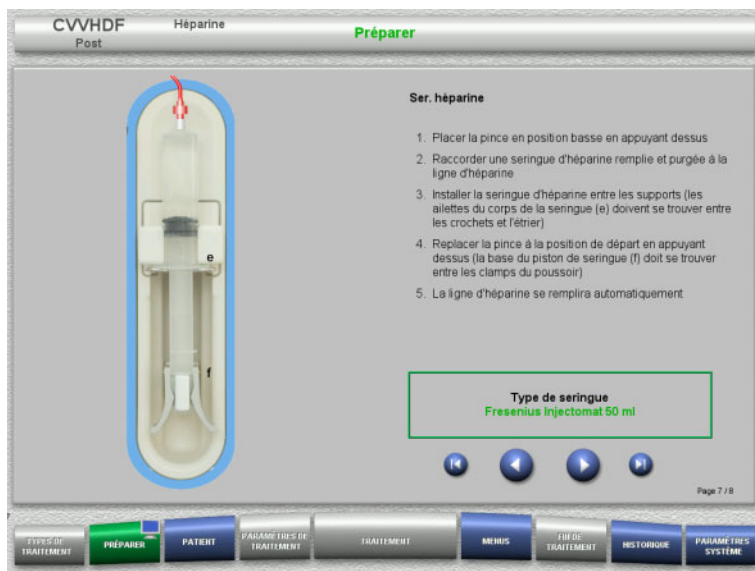 CVVHDF Héparine
Post
Préparer
Ser. héparine
1. Placer la pince en position basse en appuyant dessus
2. Raccorder une seringue d'héparine remplie et purgée à la
ligne d'héparine
3. Installer la seringue d'héparine entre les supports (les
ailettes du corps de la seringue (e) doivent se trouver entre
les crochets et l'étrier)
4. Replacer la pince à la position de départ en appuyant
dessus (la base du piston de seringue (f) doit se trouver
entre les clamps du poussoir)
5. La ligne d'héparine se remplira automatiquement
e
f
Type de seringue
Fresenius Injectomat 50 ml
Page 7 / 8
TYPES DE
TRAITEMENT
PRÉPARER
PATIENT
PARAMÈTRES DE
TRAITEMENT
TRAITEMENT
MENUS
FIN DE
TRAITEMENT
HISTORIQUE
PARAMÈTRES
SYSTÈME